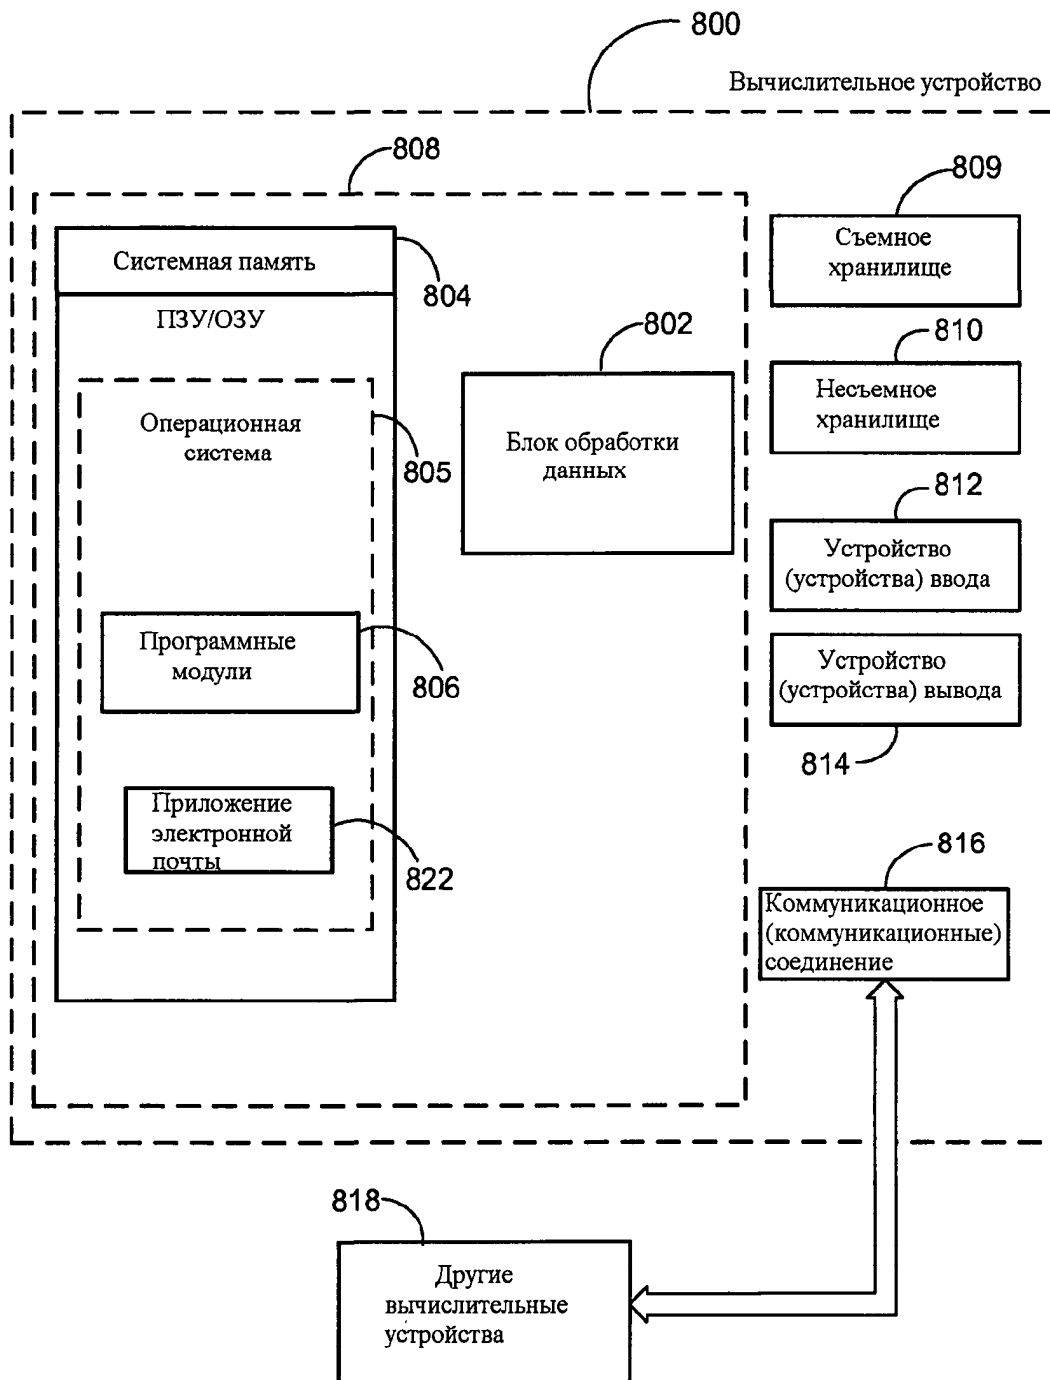 800
Вычислительное устройство
808
809
Системная память
804
Съемное
хранилище
ПЗУ/ОЗУ
802
810
Операционная
система
805
Блок обработки
данных
Несъемное
хранилище
812
Устройство
(устройства) ввода
Программные
модули
806
Устройство
(устройства) вывода
814
Приложение
электронной
почты
822
816
Коммуникационное
(коммуникационные)
соединение
818
Другие
вычислительные
устройства